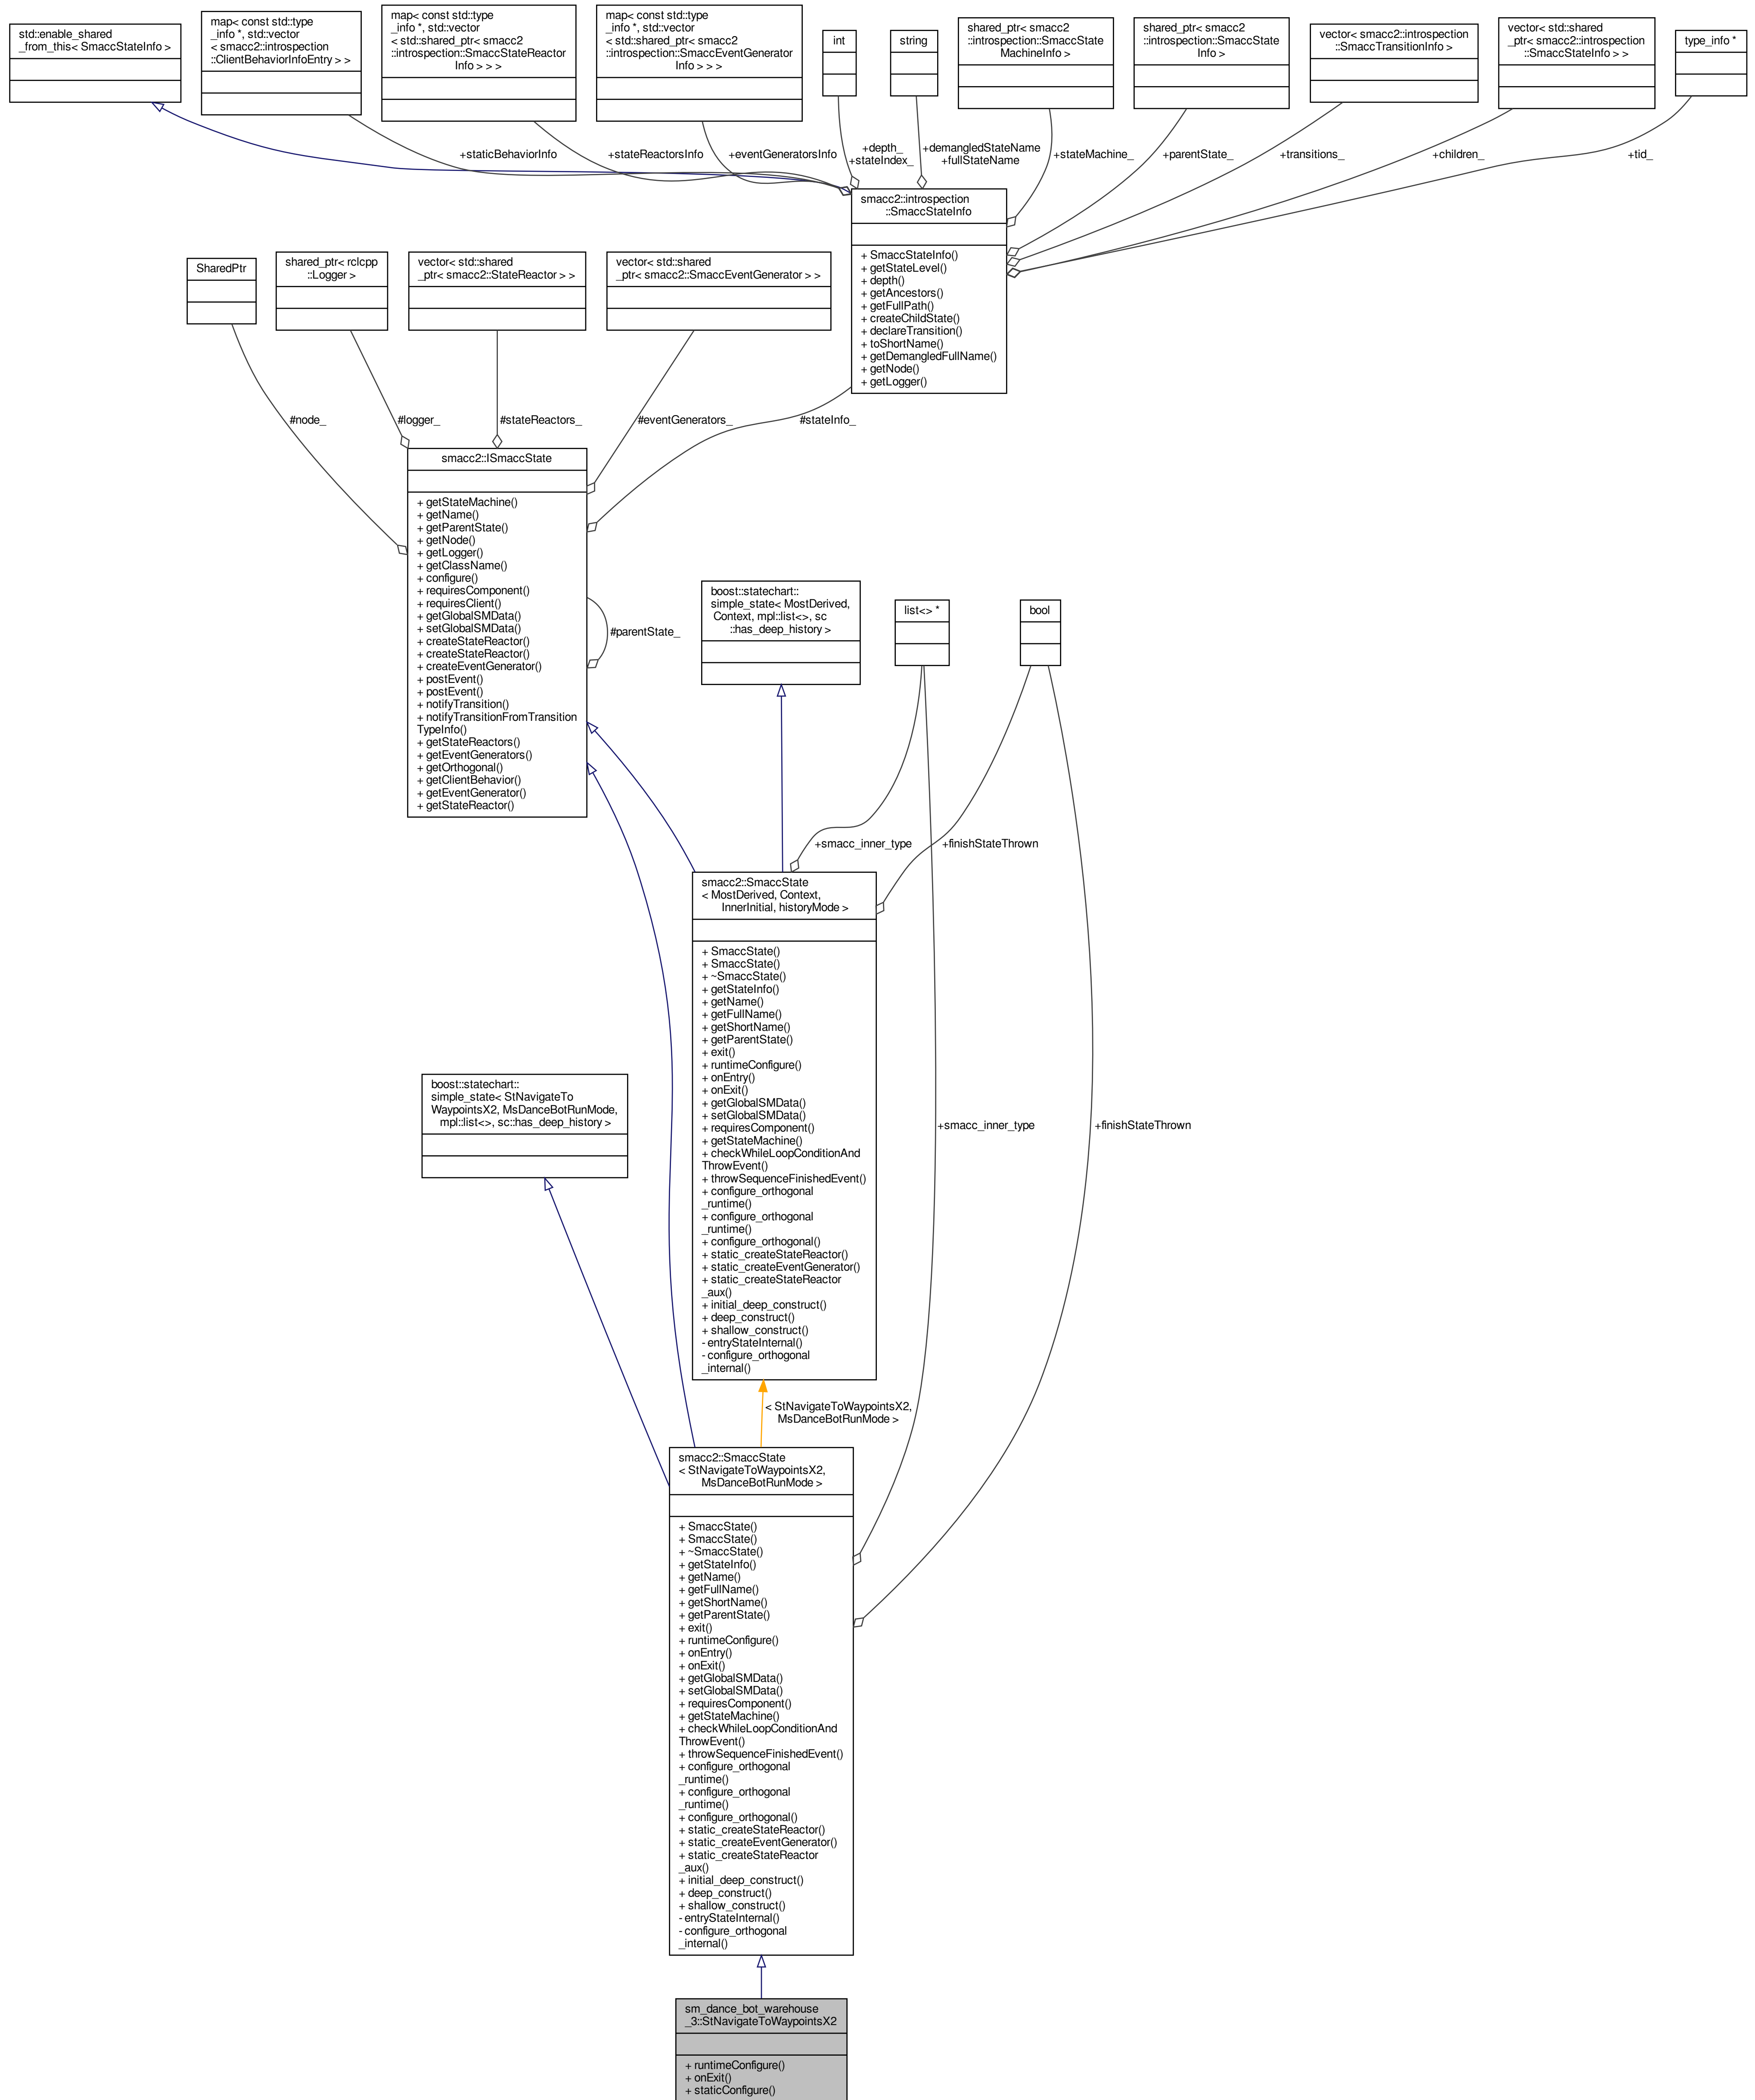 std::enable_shared
_from_this< SmaccStateInfo >
map< const std::type
_info *, std::vector
< smacc2::introspection
::ClientBehaviorInfoEntry > >
map< const std::type
_info *, std::vector
< std::shared_ptr< smacc2
::introspection::SmaccStateReactor
Info > > >
map< const std::type
_info *, std::vector
< std::shared_ptr< smacc2
::introspection::SmaccEventGenerator
Info > > >
int
string
shared_ptr< smacc2
::introspection::SmaccState
MachineInfo >
shared_ptr< smacc2
::introspection::SmaccState
Info >
vector< smacc2::introspection
::SmaccTransitionInfo >
vector< std::shared
_ptr< smacc2::introspection
::SmaccStateInfo > >
type_info *
+staticBehaviorInfo
+stateReactorsInfo
+eventGeneratorsInfo
+depth_
+stateIndex_
+demangledStateName
+fullStateName
+stateMachine_
+parentState_
+transitions_
+children_
+tid_
smacc2::introspection
::SmaccStateInfo
+ SmaccStateInfo()
+ getStateLevel()
+ depth()
+ getAncestors()
+ getFullPath()
+ createChildState()
+ declareTransition()
+ toShortName()
+ getDemangledFullName()
+ getNode()
+ getLogger()
SharedPtr
shared_ptr< rclcpp
::Logger >
vector< std::shared
_ptr< smacc2::StateReactor > >
vector< std::shared
_ptr< smacc2::SmaccEventGenerator > >
#node_
#logger_
#stateReactors_
#eventGenerators_
#stateInfo_
smacc2::ISmaccState
+ getStateMachine()
+ getName()
+ getParentState()
+ getNode()
+ getLogger()
+ getClassName()
+ configure()
+ requiresComponent()
+ requiresClient()
+ getGlobalSMData()
+ setGlobalSMData()
+ createStateReactor()
+ createStateReactor()
+ createEventGenerator()
+ postEvent()
+ postEvent()
+ notifyTransition()
+ notifyTransitionFromTransition
TypeInfo()
+ getStateReactors()
+ getEventGenerators()
+ getOrthogonal()
+ getClientBehavior()
+ getEventGenerator()
+ getStateReactor()
#parentState_
boost::statechart::
simple_state< MostDerived,
Context, mpl::list<>, sc
::has_deep_history >
list<> *
bool
+smacc_inner_type
+finishStateThrown
smacc2::SmaccState
< MostDerived, Context,
InnerInitial, historyMode >
+ SmaccState()
+ SmaccState()
+ ~SmaccState()
+ getStateInfo()
+ getName()
+ getFullName()
+ getShortName()
+ getParentState()
+ exit()
+ runtimeConfigure()
+ onEntry()
+ onExit()
+ getGlobalSMData()
+ setGlobalSMData()
+ requiresComponent()
+ getStateMachine()
+ checkWhileLoopConditionAnd
ThrowEvent()
+ throwSequenceFinishedEvent()
+ configure_orthogonal
_runtime()
+ configure_orthogonal
_runtime()
+ configure_orthogonal()
+ static_createStateReactor()
+ static_createEventGenerator()
+ static_createStateReactor
_aux()
+ initial_deep_construct()
+ deep_construct()
+ shallow_construct()
- entryStateInternal()
- configure_orthogonal
_internal()
boost::statechart::
simple_state< StNavigateTo
WaypointsX2, MsDanceBotRunMode,
mpl::list<>, sc::has_deep_history >
+smacc_inner_type
+finishStateThrown
< StNavigateToWaypointsX2,
MsDanceBotRunMode >
smacc2::SmaccState
< StNavigateToWaypointsX2,
MsDanceBotRunMode >
+ SmaccState()
+ SmaccState()
+ ~SmaccState()
+ getStateInfo()
+ getName()
+ getFullName()
+ getShortName()
+ getParentState()
+ exit()
+ runtimeConfigure()
+ onEntry()
+ onExit()
+ getGlobalSMData()
+ setGlobalSMData()
+ requiresComponent()
+ getStateMachine()
+ checkWhileLoopConditionAnd
ThrowEvent()
+ throwSequenceFinishedEvent()
+ configure_orthogonal
_runtime()
+ configure_orthogonal
_runtime()
+ configure_orthogonal()
+ static_createStateReactor()
+ static_createEventGenerator()
+ static_createStateReactor
_aux()
+ initial_deep_construct()
+ deep_construct()
+ shallow_construct()
- entryStateInternal()
- configure_orthogonal
_internal()
sm_dance_bot_warehouse
_3::StNavigateToWaypointsX2
+ runtimeConfigure()
+ onExit()
+ staticConfigure()